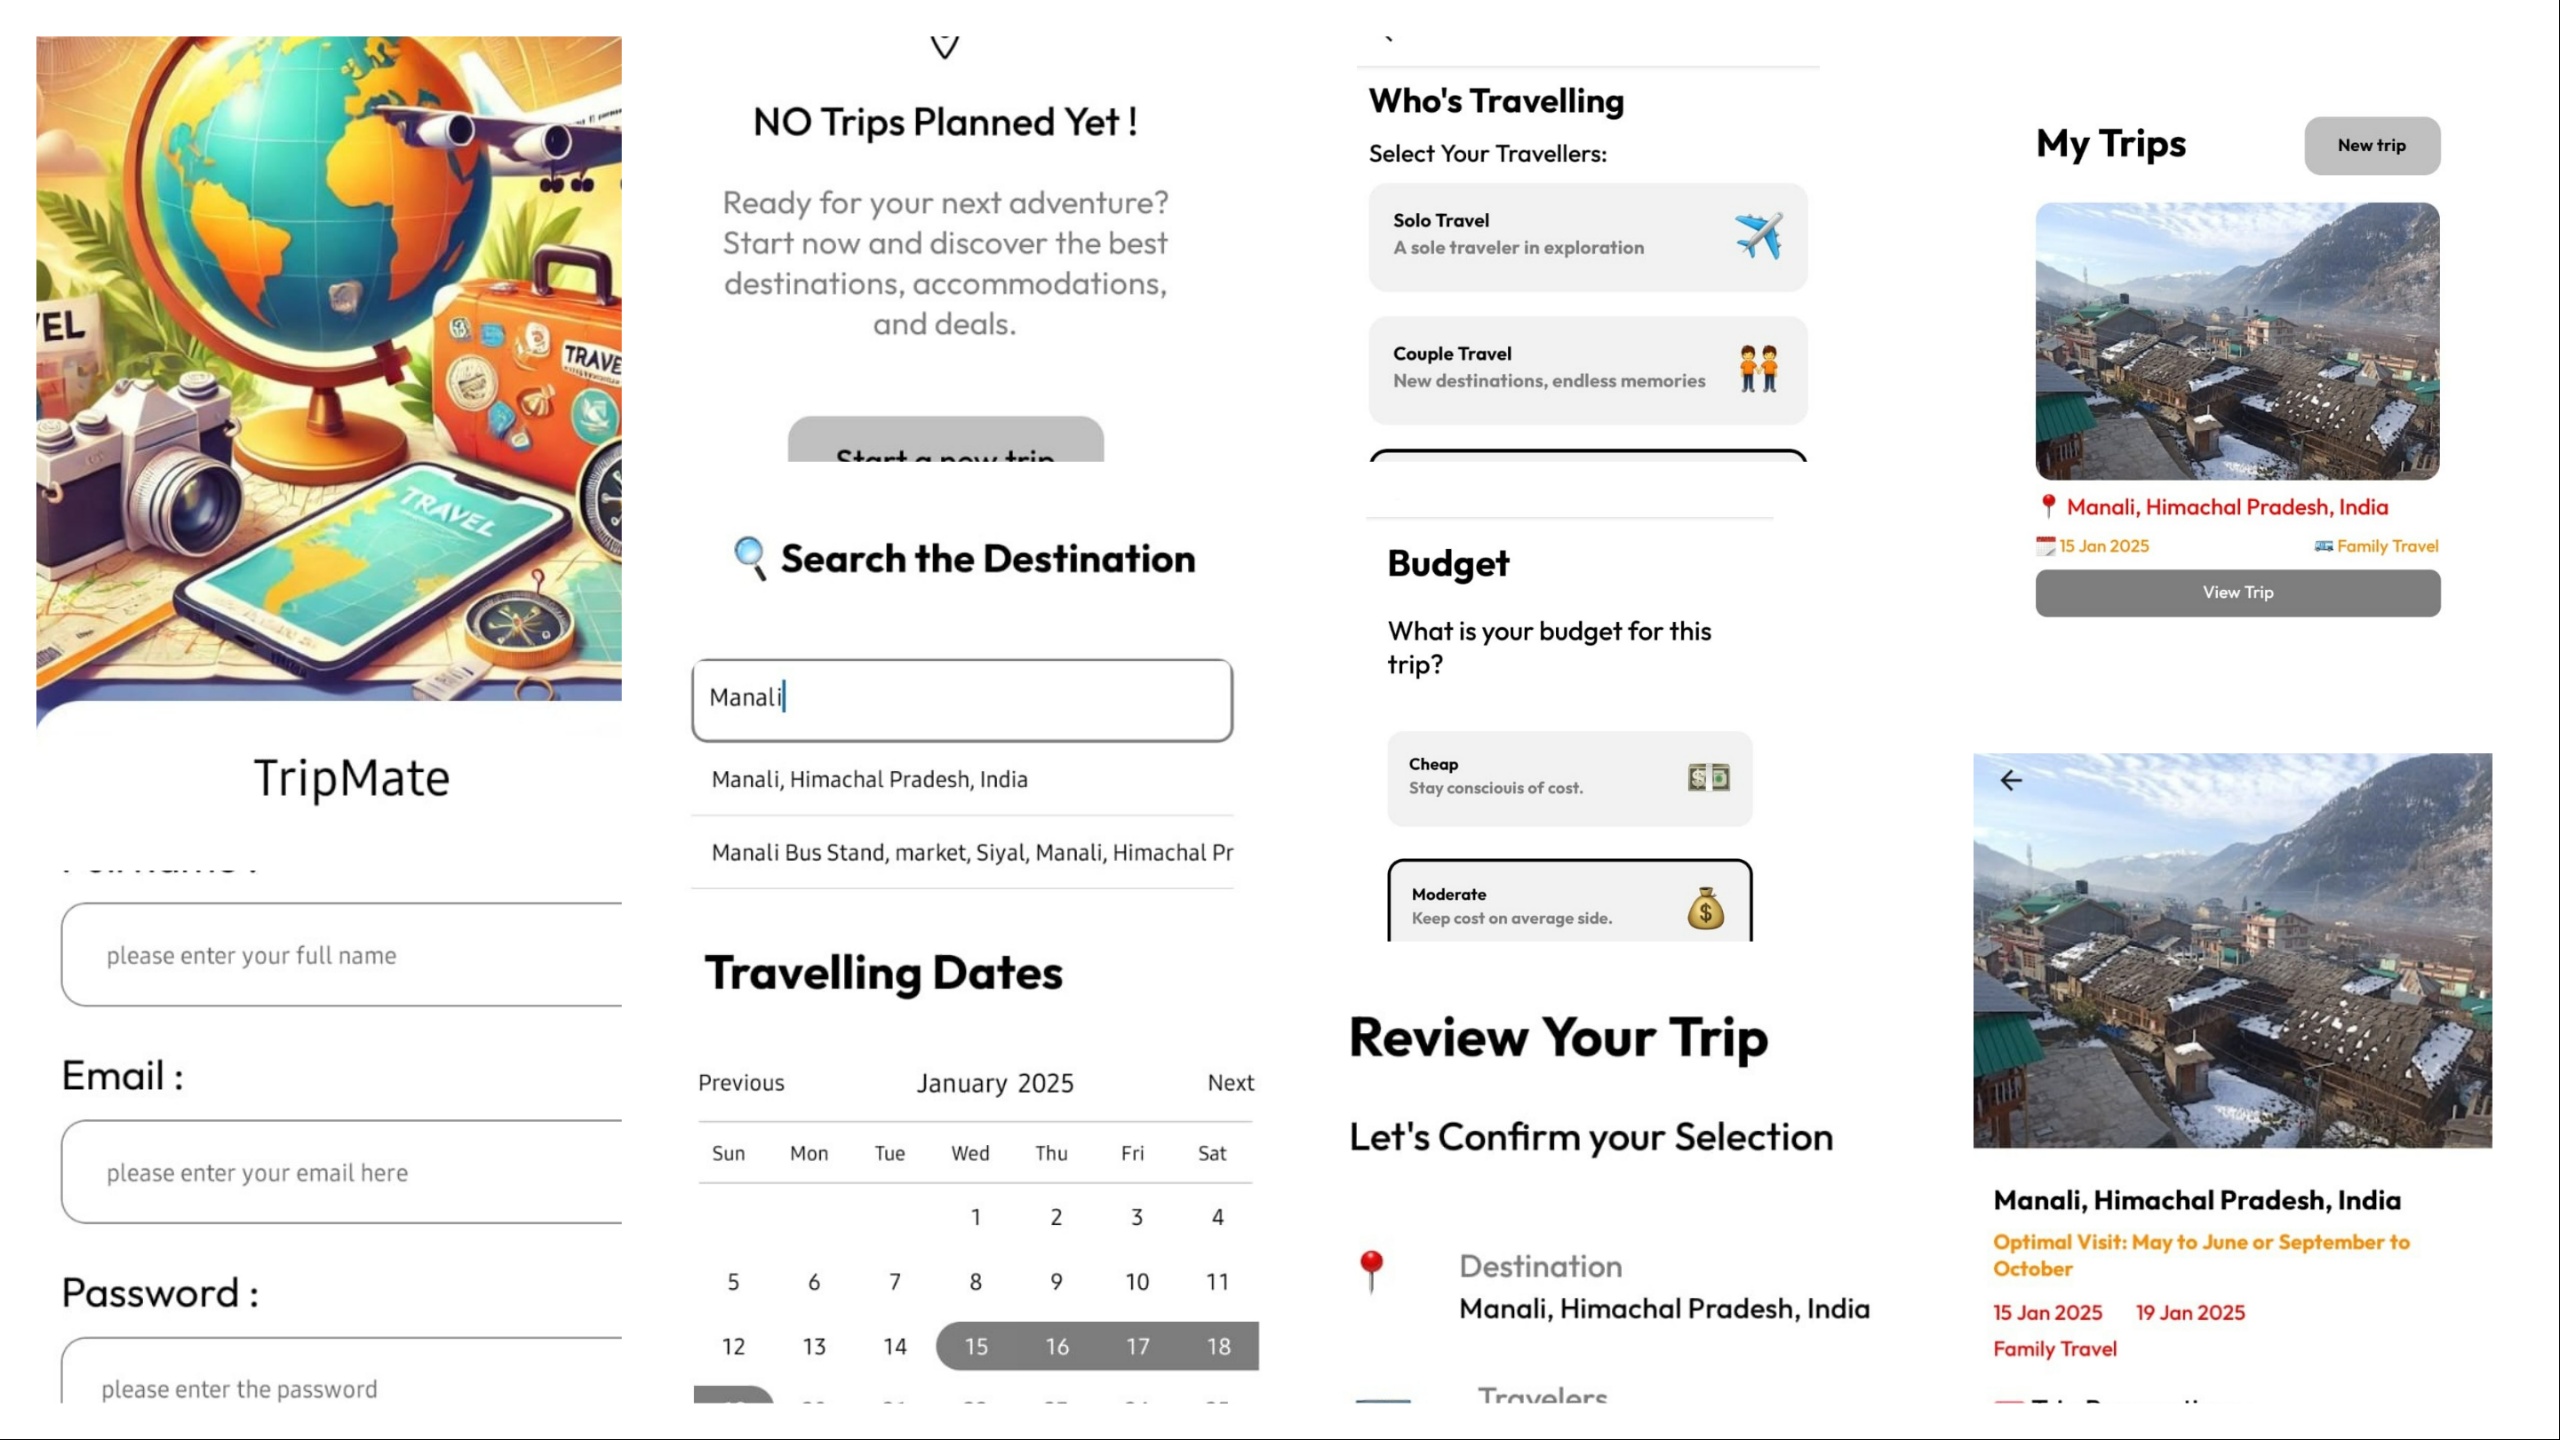 EL
TRAVE
TRAVEL
TripMate
please enter your full name
Email :
please enter your email here
Password :
please enter the password
NO Trips Planned Yet !
Ready for your next adventure?
Start now and discover the best
destinations, accommodations,
and deals.
Start a new trip
🔍 Search the Destination
Manali
Manali, Himachal Pradesh, India
Manali Bus Stand, market, Siyal, Manali, Himachal Pr
Travelling Dates
Previous January 2025 Next
Sun Mon Tue Wed Thu Fri Sat
1 2 3 4
5 6 7 8 9 10 11
12 13 14 15 16 17 18
Who's Travelling
Select Your Travellers:
Solo Travel
A sole traveler in exploration
Couple Travel
New destinations, endless memories
Budget
What is your budget for this
trip?
Cheap
Stay consciouis of cost.
Moderate
Keep cost on average side.
Review Your Trip
Let's Confirm your Selection
Destination
Manali, Himachal Pradesh, India
Travelers
My Trips
New trip
Manali, Himachal Pradesh, India
15 Jan 2025 Family Travel
View Trip
Manali, Himachal Pradesh, India
Optimal Visit: May to June or September to
October
15 Jan 2025 19 Jan 2025
Family Travel